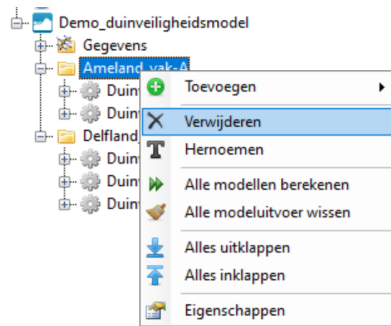 Demo_duinveiligheidsmodel
Gegevens
Ameland_vak-A
Duin
Toevoegen
Duin
Verwijderen
Delfland_
Hernoemen
Duin
Alle modellen berekenen
Duin
Alle modeluitvoer wissen
Duin
Alles uitklappen
Alles inklappen
Eigenschappen